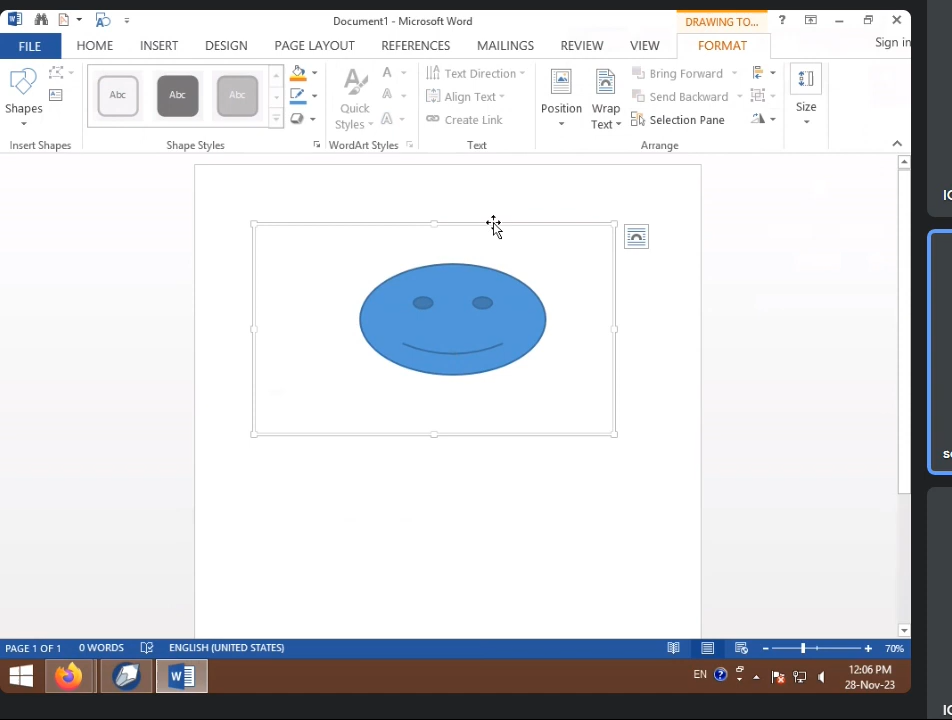 Document1 - Microsoft Word
DRAWING TO...
?
FILE
HOME
INSERT
DESIGN
PAGE LAYOUT
REFERENCES
MAILINGS
REVIEW
VIEW
FORMAT
Sign in
Shapes
Insert Shapes
Abc
Abc
Abc
Shape Styles
Quick
Styles
A
A
A
WordArt Styles
Text Direction
Align Text
Create Link
Text
Position
Wrap
Text
Bring Forward
Send Backward
Selection Pane
Arrange
Size
PAGE 1 OF 1
0 WORDS
ENGLISH (UNITED STATES)
70%
EN
12:06 PM
28-Nov-23